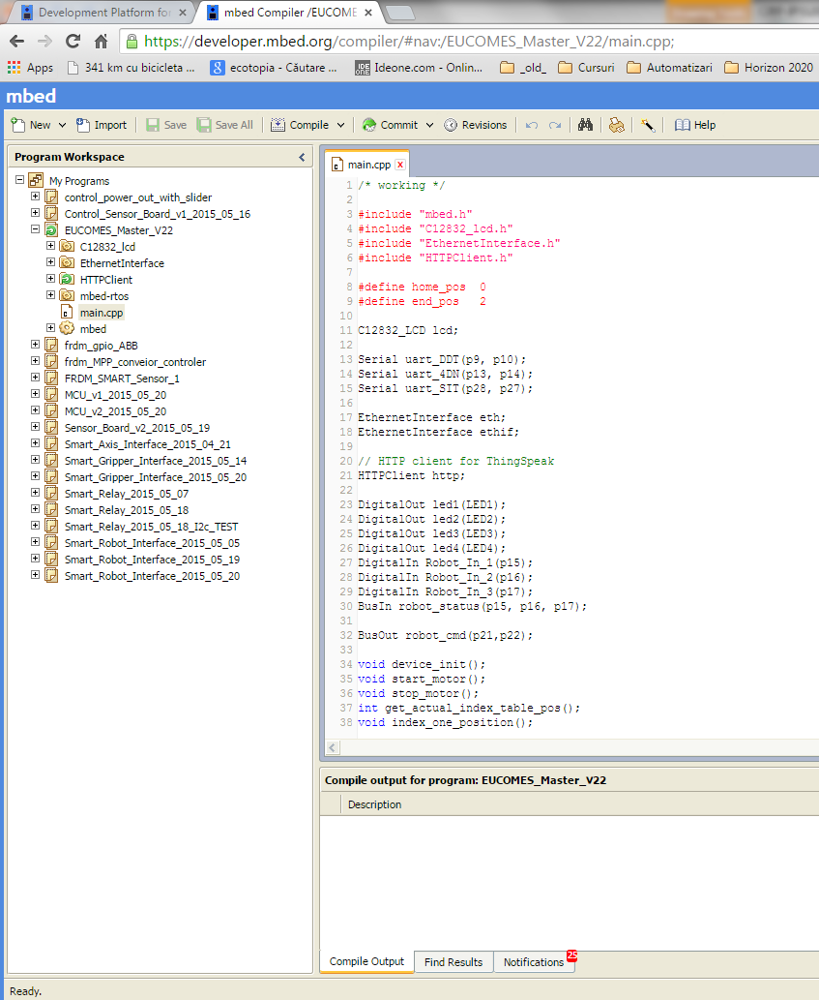 Development Platform for
mbed Compiler /EUCOMES
https://developer.mbed.org/compiler/#nav:/EUCOMES_Master_V22/main.cpp;
Apps 341 km cu bicicleta ... ecotopia - Căutare ... Ideone.com - Onlin... _old_ Cursuri Automatizari Horizon 2020
mbed
New Import Save Save All Compile Commit Revisions Help
Program Workspace
My Programs
control_power_out_with_slider
Control_Sensor_Board_v1_2015_05_16
EUCOMES_Master_V22
C12832_lcd
EthernetInterface
HTTPClient
mbed-rtos
main.cpp
mbed
frdm_gpio_ABB
frdm_MPP_conveior_controler
FRDM_SMART_Sensor_1
MCU_v1_2015_05_20
MCU_v2_2015_05_20
Sensor_Board_v2_2015_05_19
Smart_Axis_Interface_2015_04_21
Smart_Gripper_Interface_2015_05_14
Smart_Gripper_Interface_2015_05_20
Smart_Relay_2015_05_07
Smart_Relay_2015_05_18
Smart_Relay_2015_05_18_I2c_TEST
Smart_Robot_Interface_2015_05_05
Smart_Robot_Interface_2015_05_19
Smart_Robot_Interface_2015_05_20
main.cpp x
1 /* working */
2
3 #include "mbed.h"
4 #include "C12832_lcd.h"
5 #include "EthernetInterface.h"
6 #include "HTTPClient.h"
7
8 #define home_pos 0
9 #define end_pos 2
10
11 C12832_LCD lcd;
12
13 Serial uart_DDT(p9, p10);
14 Serial uart_4DN(p13, p14);
15 Serial uart_SIT(p28, p27);
16
17 EthernetInterface eth;
18 EthernetInterface ethif;
19
20 // HTTP client for ThingSpeak
21 HTTPClient http;
22
23 DigitalOut led1(LED1);
24 DigitalOut led2(LED2);
25 DigitalOut led3(LED3);
26 DigitalOut led4(LED4);
27 DigitalIn Robot_In_1(p15);
28 DigitalIn Robot_In_2(p16);
29 DigitalIn Robot_In_3(p17);
30 BusIn robot_status(p15, p16, p17);
31
32 BusOut robot_cmd(p21,p22);
33
34 void device_init();
35 void start_motor();
36 void stop_motor();
37 int get_actual_index_table_pos();
38 void index_one_position();
Compile output for program: EUCOMES_Master_V22
Description
Compile Output Find Results Notifications 25
Ready.